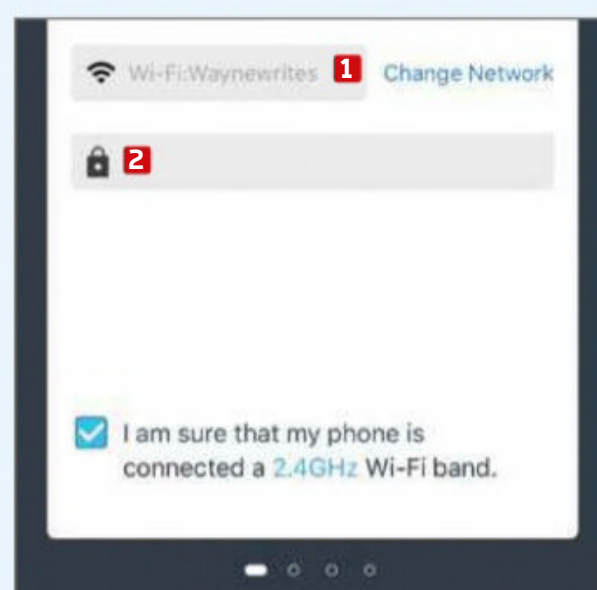 Wi-Fi:Waynewrites 1 Change Network
2
I am sure that my phone is
connected a 2.4GHz Wi-Fi band.